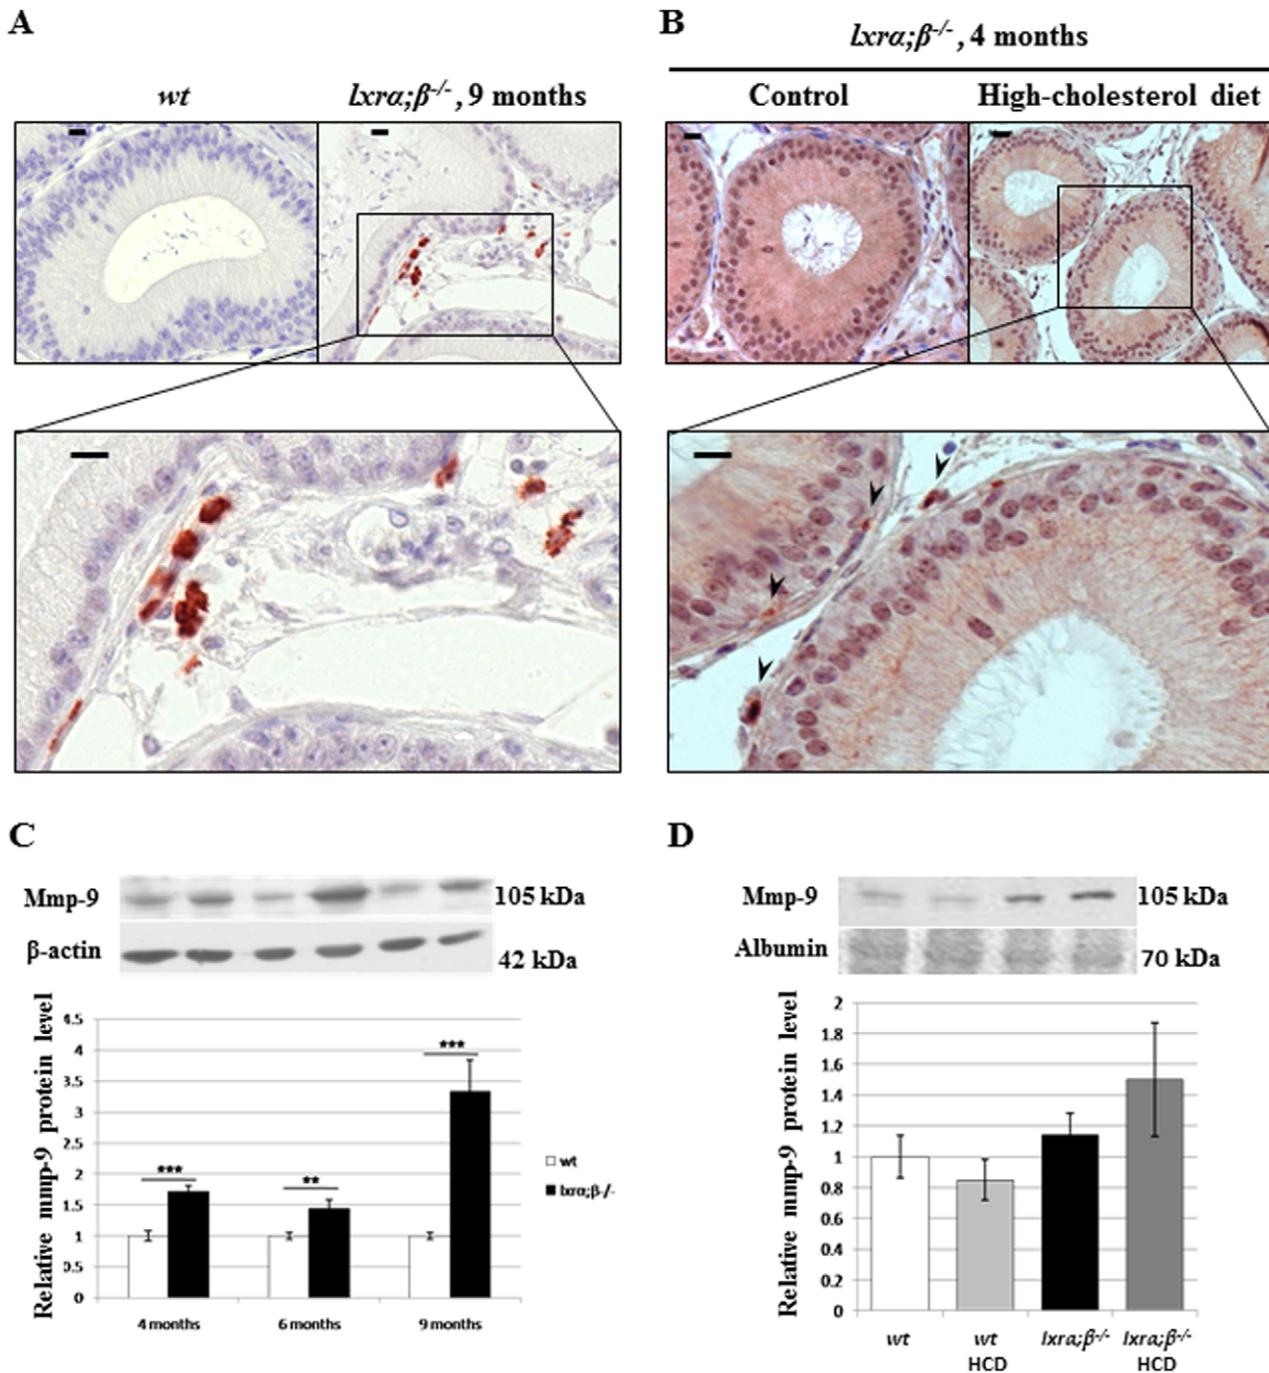 A
B
lxrα;β-/-, 4 months
wt
lxrα;β-/-, 9 months
Control
High-cholesterol diet
C
D
Mmp-9
105 kDa
β-actin
42 kDa
Mmp-9
105 kDa
Albumin
70 kDa
Relative mmp-9 protein level
4.5
4
3.5
3
2.5
2
1.5
1
0.5
0
***
**
***
4 months
6 months
9 months
wt
lxrα;β-/-
Relative mmp-9 protein level
2
1.8
1.6
1.4
1.2
1
0.8
0.6
0.4
0.2
0
wt
wt
HCD
lxrα;β-/-
lxrα;β-/-
HCD